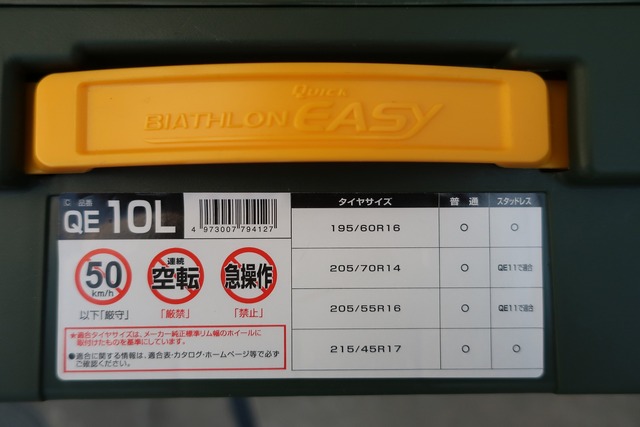 Quick
BIATHLON EASY
品番
QE 10L
4 973007 794127
50
km/h
以下「厳守」
連続
空転
「厳禁」
急操作
「禁止」
★適合タイヤサイズは、メーカー純正標準リム幅のホイールに
取付けたものを基準にしています。
●適合に関する情報は、適合表・カタログ・ホームページ等で必ず
ご確認ください。
タイヤサイズ 普通 スタッドレス
195/60R16 ○ ○
205/70R14 ○ QE11で適合
205/55R16 ○ QE11で適合
215/45R17 ○ ○